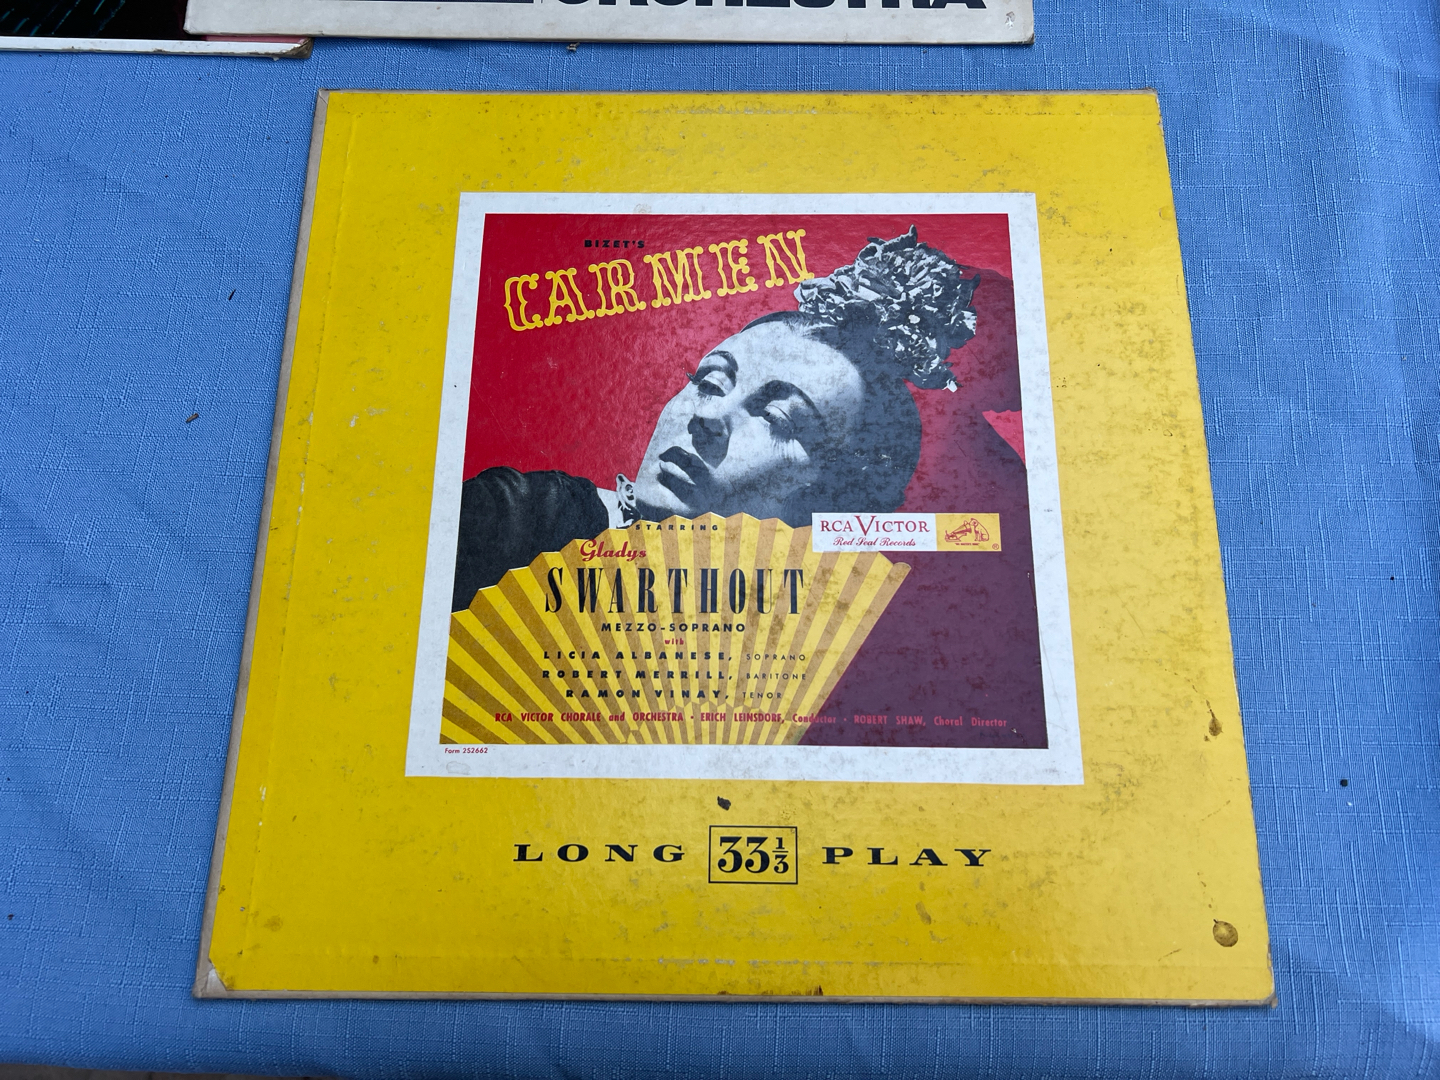 ORCHESTRA
BIZET'S
CARMEN
STARRING
Gladys
SWARTHOUT
MEZZO-SOPRANO
with
LICIA ALBANESE, SOPRANO
ROBERT MERRILL, BARITONE
RAMON VINAY, TENOR
RCA VICTOR CHORALE and ORCHESTRA • ERICH LEINSDORF, Conductor • ROBERT SHAW, Choral Director
RCA VICTOR
Red Seal Records
®
Form 252662
LONG 33 1/3 PLAY